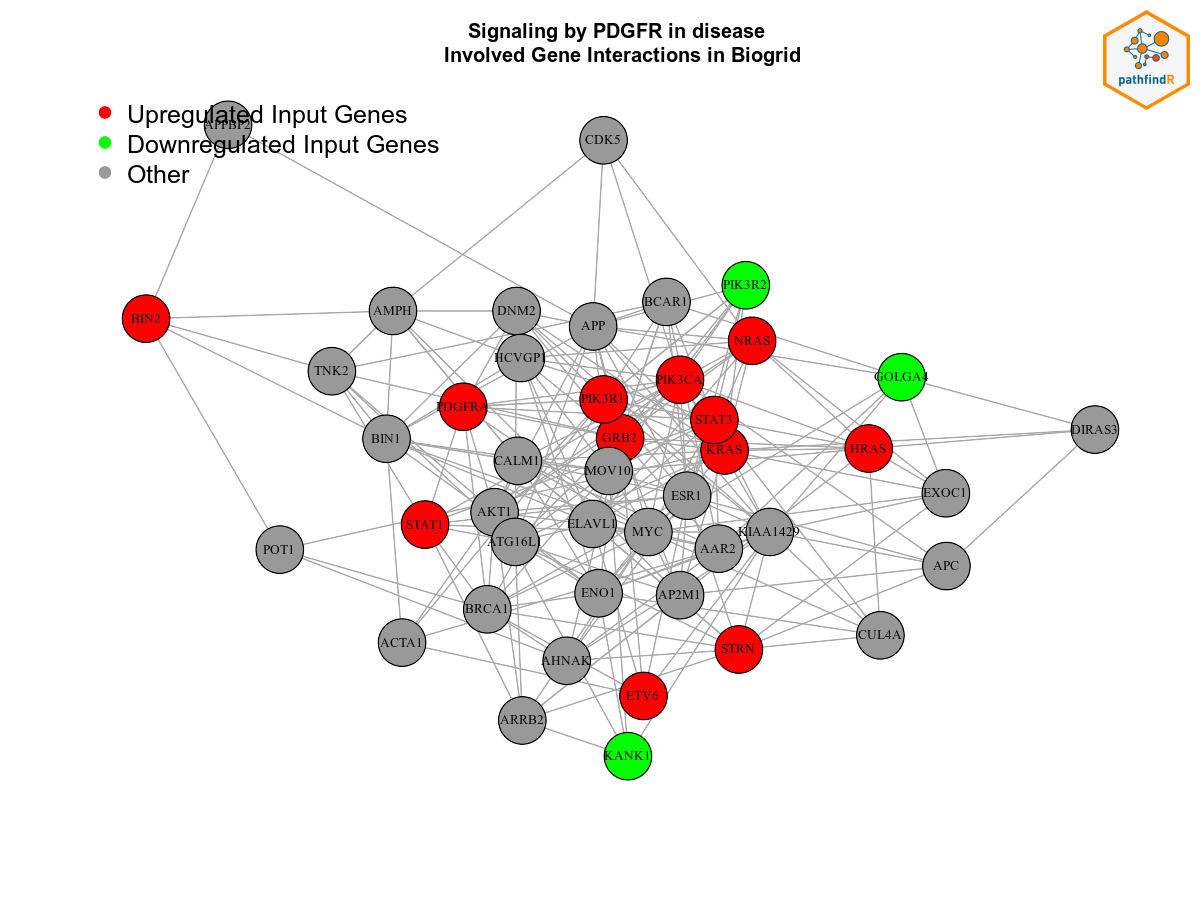 Signaling by PDGFR in disease
Involved Gene Interactions in Biogrid
pathfindR
Upregulated Input Genes
APPBP2
Downregulated Input Genes
CDK5
Other
PIK3R2
BCAR1
BIN2
AMPH
DNM2
APP
NRAS
HCVGP1
TNK2
PIK3CA
GOLGA4
PIK3R1
PDGFRA
STAT3
DIRAS3
BIN1
GRB2
KRAS
HRAS
CALM1
MOV10
ESR1
EXOC1
AKT1
STAT1
ELAVL1
MYC
KIAA1429
ATG16L1
AAR2
POT1
APC
ENO1
AP2M1
BRCA1
CUL4A
ACTA1
STRN
AHNAK
ETV6
ARRB2
KANK1